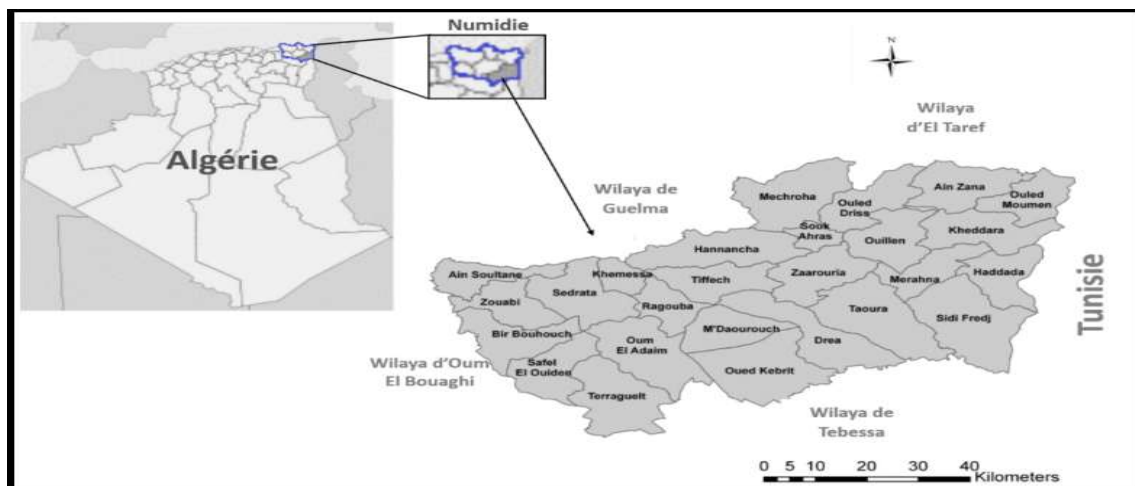 Numidie
N
Algérie
Wilaya
d'El Taref
Wilaya de
Guelma
Mechroha
Ain Zana
Ouled
Moumen
Ouled
Driss
Souk
Ahras
Ouillen
Kheddara
Hannancha
Ain Soultane
Khemessa
Tiffech
Zaarouria
Merahna
Haddada
Zouabi
Sedrata
Ragouba
Taoura
Sidi Fredj
Tunisie
Bir Bouhouch
Oum
El Adaim
M'Daourouch
Drea
Wilaya d'Oum
El Bouaghi
Safel
El Ouiden
Oued Kebrit
Terraguelt
Wilaya de
Tebessa
0 5 10 20 30 40
Kilometers